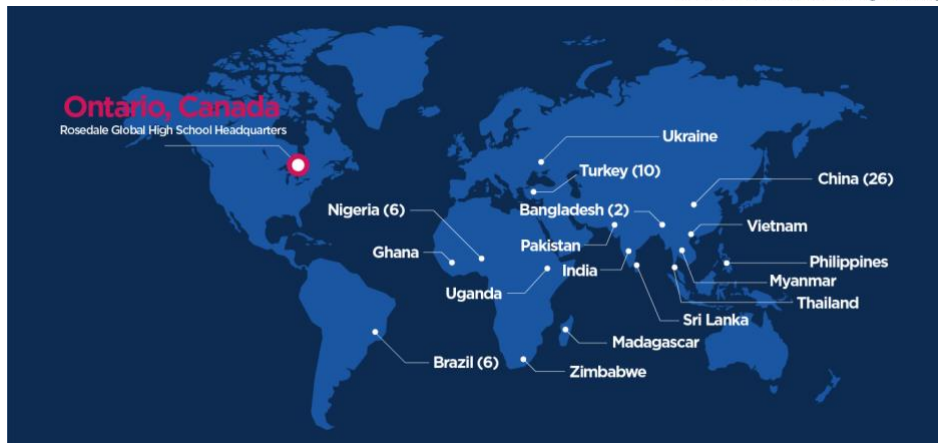 Ontario, Canada
Rosedale Global High School Headquarters
Ukraine
Turkey (10)
China (26)
Nigeria (6)
Bangladesh (2)
Vietnam
Ghana
Pakistan
Philippines
India
Myanmar
Uganda
Thailand
Sri Lanka
Madagascar
Brazil (6)
Zimbabwe